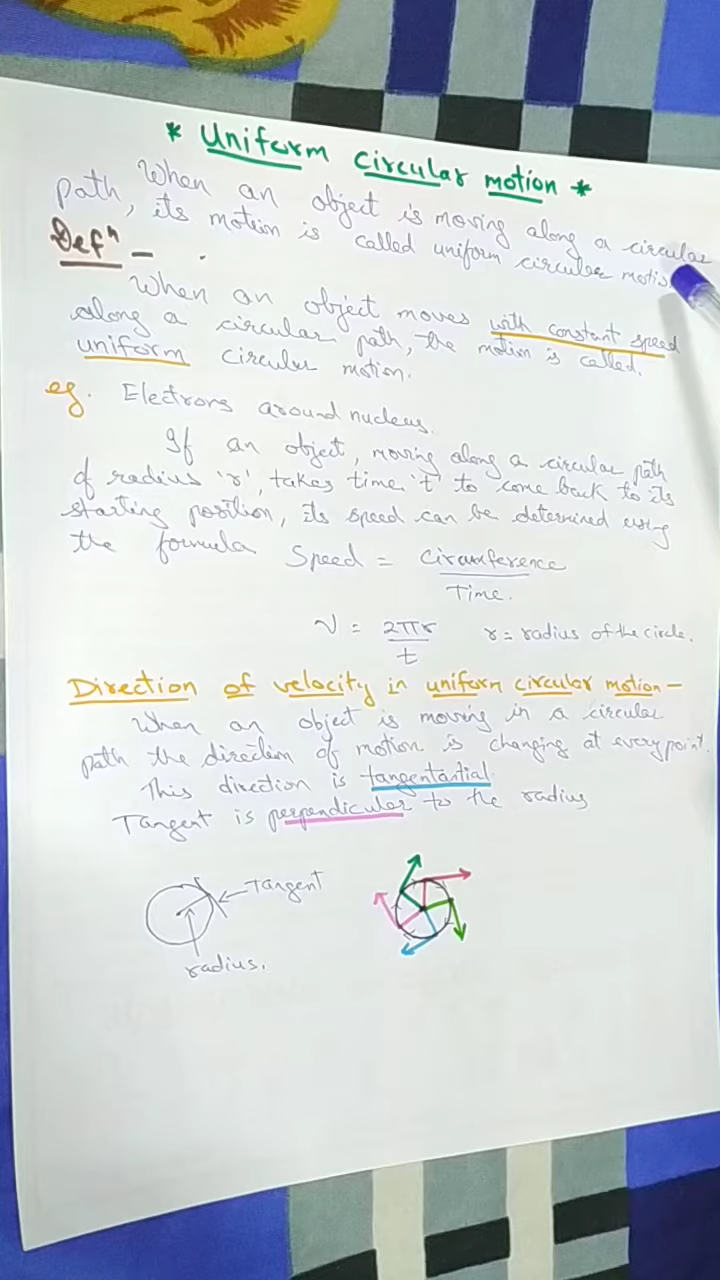 * Uniform circular motion *
When an object is moving along a circular
path, its motion is called uniform circular motion
Defn -
When an object moves with constant speed
along a circular path, the motion is called.
uniform circular motion.
eg. Electrons around nucleus.
If an object, moving along a circular path
of radius 'r', takes time 't' to come back to its
starting position, its speed can be determined using
the formula Speed = Circumference
Time.
V = 2πr r = radius of the circle.
t
Direction of velocity in uniform circular motion -
When an object is moving in a circular
path the direction of motion is changing at every point.
This direction is tangentantial
Tangent is perpendicular to the radius
Tangent
radius.